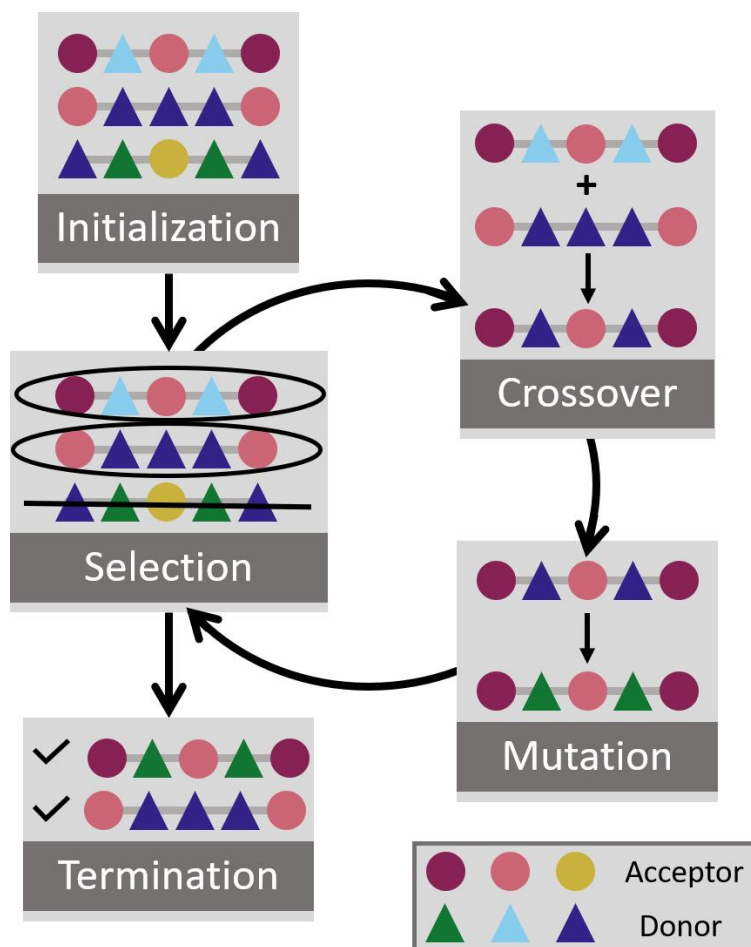 Initialization
+
Crossover
Selection
Mutation
Termination
Acceptor
Donor